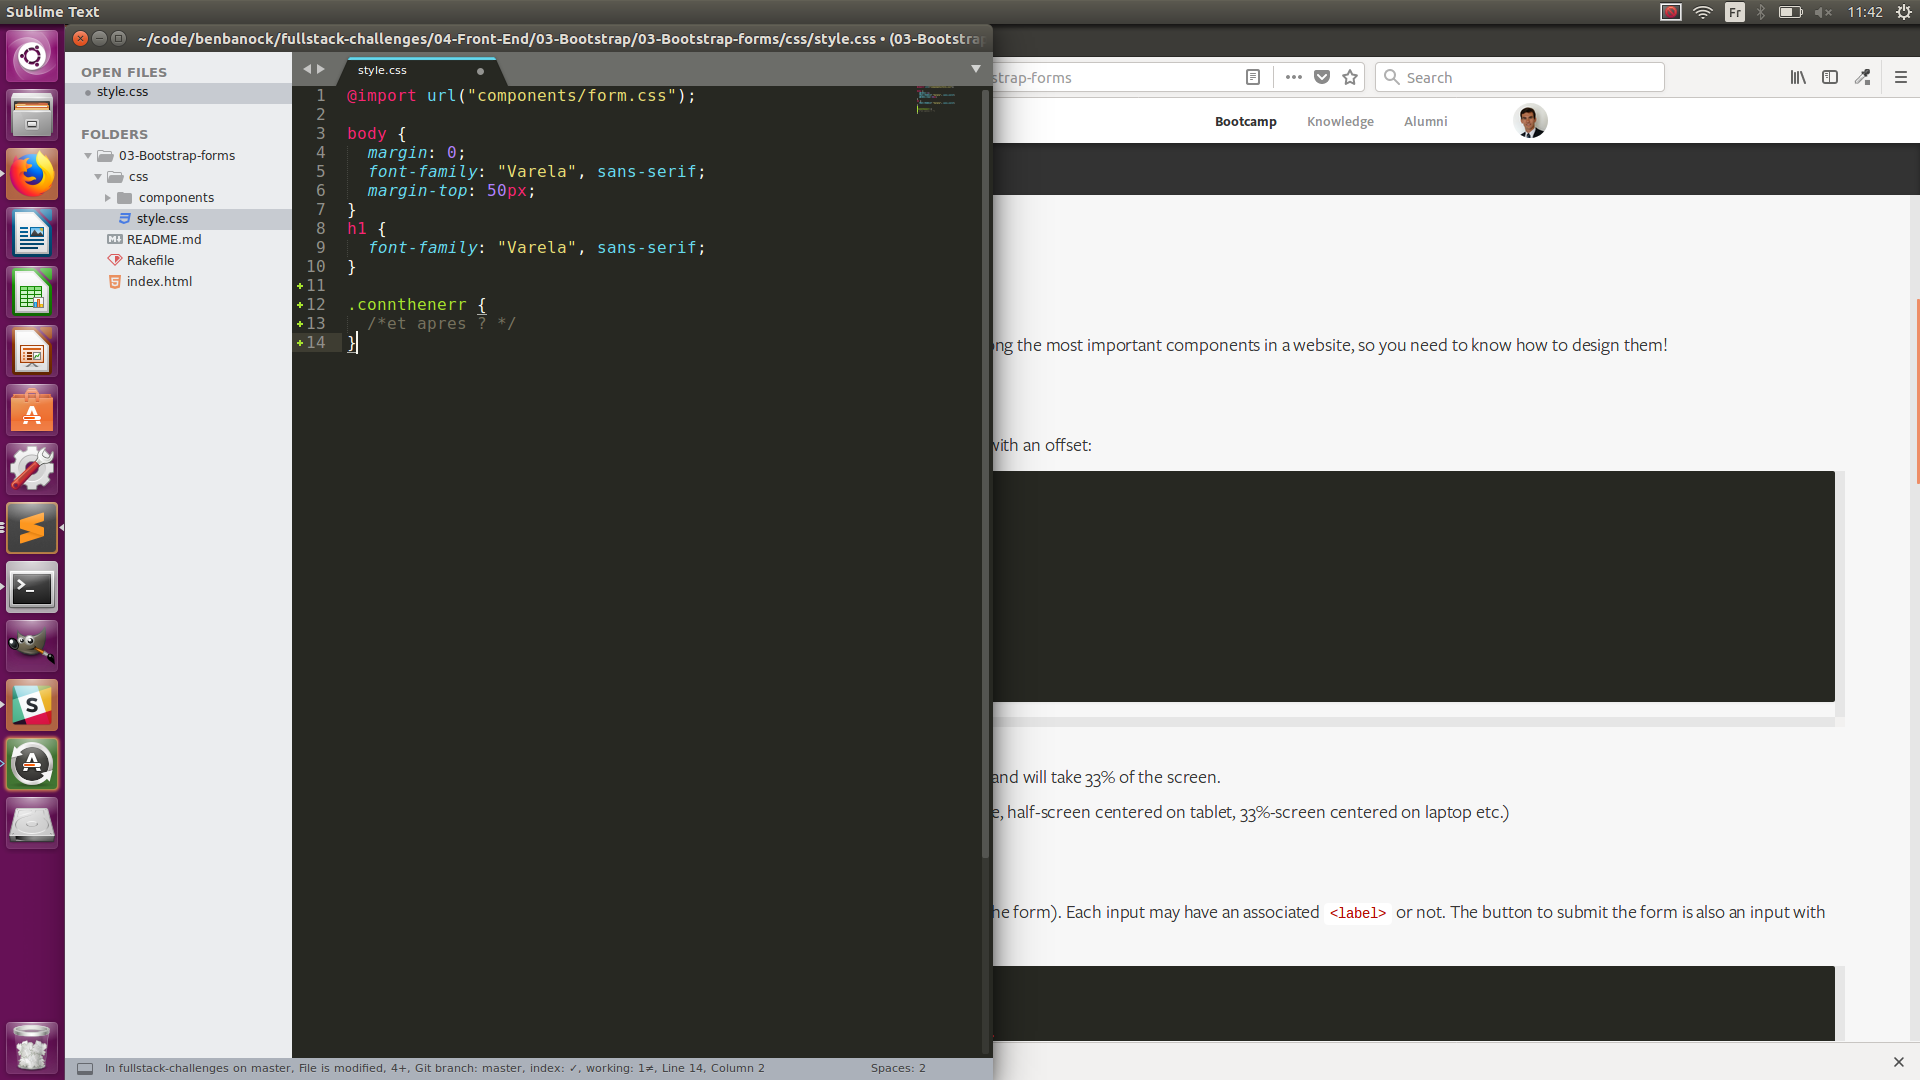 Sublime Text
Fr
11:42
~/code/benbanock/fullstack-challenges/04-Front-End/03-Bootstrap/03-Bootstrap-forms/css/style.css • (03-Bootstrap
OPEN FILES
style.css
FOLDERS
03-Bootstrap-forms
css
components
style.css
README.md
Rakefile
index.html
style.css
1 @import url("components/form.css");
2
3 body {
4 margin: 0;
5 font-family: "Varela", sans-serif;
6 margin-top: 50px;
7 }
8 h1 {
9 font-family: "Varela", sans-serif;
10 }
11
12 .connthenerr {
13 /*et apres ? */
14 }
In fullstack-challenges on master, File is modified, 4+, Git branch: master, index: ✓, working: 1≠, Line 14, Column 2
Spaces: 2
strap-forms
Search
Bootcamp
Knowledge
Alumni
ong the most important components in a website, so you need to know how to design them!
with an offset:
and will take 33% of the screen.
e, half-screen centered on tablet, 33%-screen centered on laptop etc.)
he form). Each input may have an associated <label> or not. The button to submit the form is also an input with